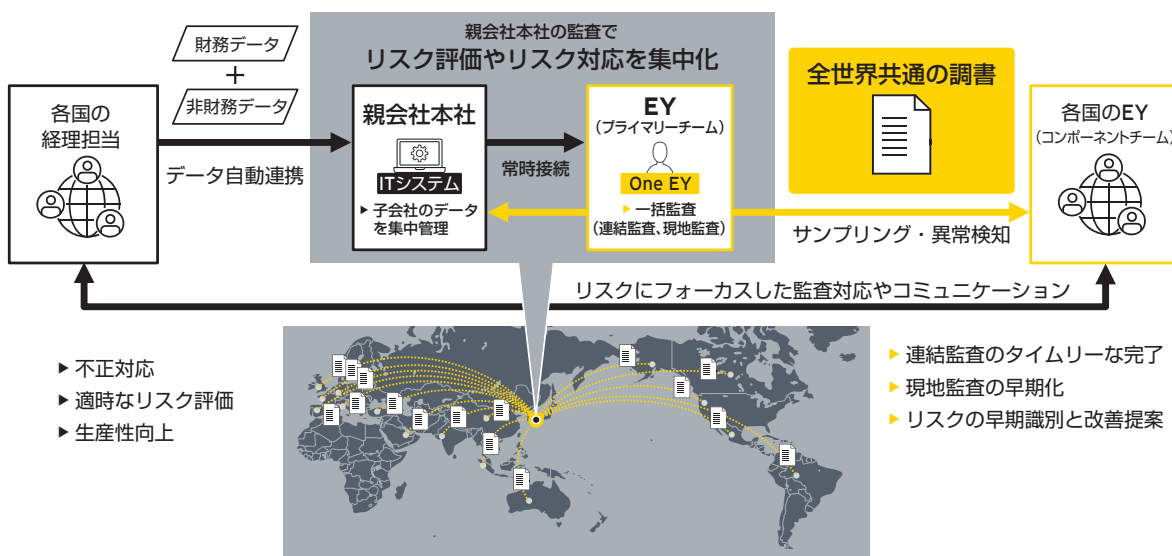 財務データ
+
非財務データ
各国の
経理担当
データ自動連携
親会社本社の監査で
リスク評価やリスク対応を集中化
親会社本社
ITシステム
▶ 子会社のデータ
を集中管理
常時接続
EY
(プライマリーチーム)
One EY
▶ 一括監査
(連結監査、現地監査)
全世界共通の調書
サンプリング・異常検知
各国のEY
(コンポーネントチーム)
リスクにフォーカスした監査対応やコミュニケーション
▶ 不正対応
▶ 適時なリスク評価
▶ 生産性向上
▶ 連結監査のタイムリーな完了
▶ 現地監査の早期化
▶ リスクの早期識別と改善提案